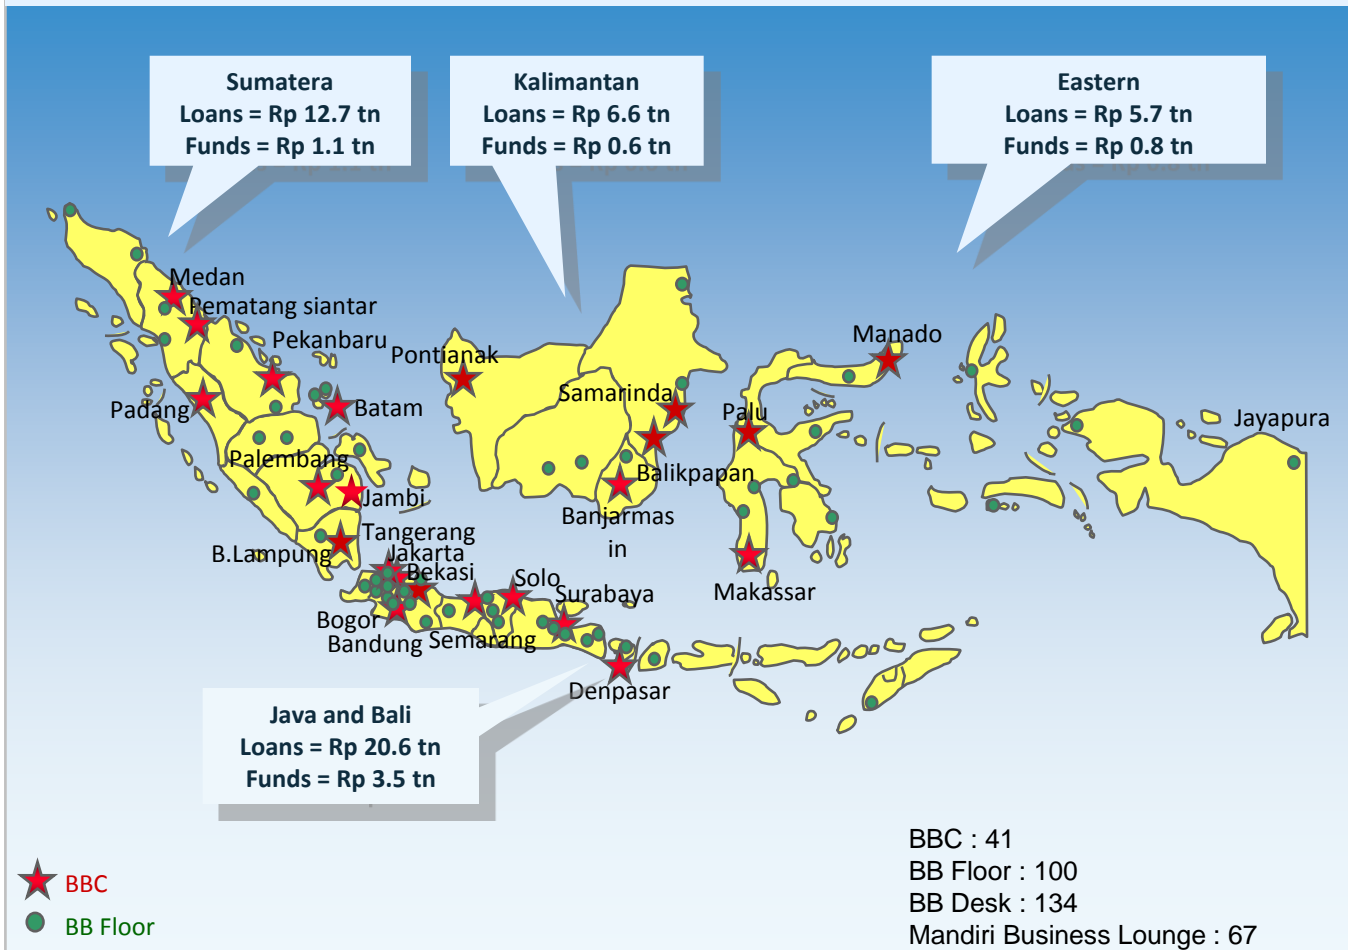 Sumatera
Loans = Rp 12.7 tn
Funds = Rp 1.1 tn
Kalimantan
Loans = Rp 6.6 tn
Funds = Rp 0.6 tn
Eastern
Loans = Rp 5.7 tn
Funds = Rp 0.8 tn
Medan
Pematang siantar
Pekanbaru
Padang
Batam
Palembang
Jambi
B.Lampung
Tangerang
Jakarta
Bekasi
Bogor
Bandung
Semarang
Solo
Surabaya
Denpasar
Pontianak
Samarinda
Balikpapan
Banjarmas
in
Manado
Palu
Makassar
Jayapura
Java and Bali
Loans = Rp 20.6 tn
Funds = Rp 3.5 tn
BBC
BB Floor
BBC : 41
BB Floor : 100
BB Desk : 134
Mandiri Business Lounge : 67